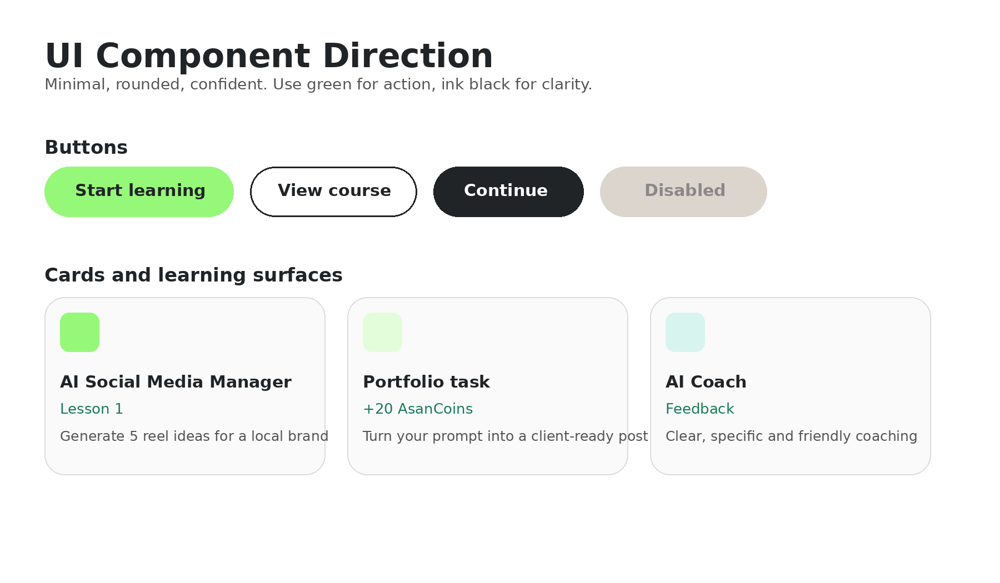 UI Component Direction
Minimal, rounded, confident. Use green for action, ink black for clarity.
Buttons
Start learning
View course
Continue
Disabled
Cards and learning surfaces
AI Social Media Manager
Lesson 1
Generate 5 reel ideas for a local brand
Portfolio task
+20 AsanCoins
Turn your prompt into a client-ready post
AI Coach
Feedback
Clear, specific and friendly coaching